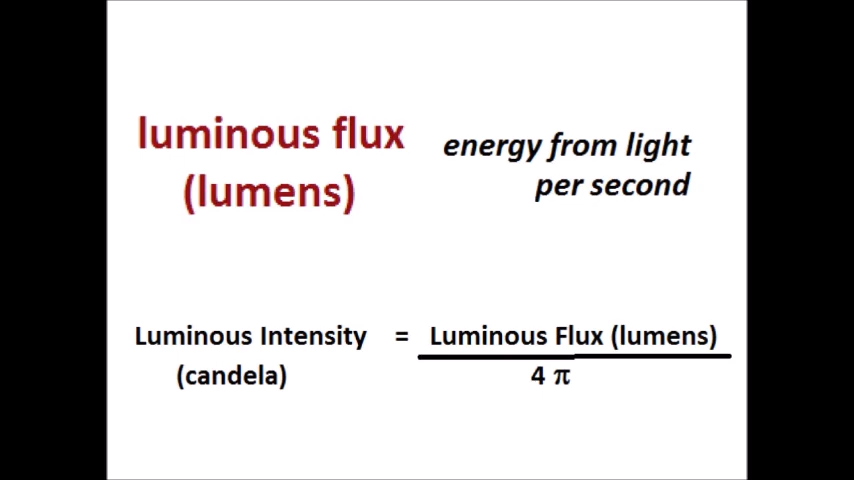 luminous flux
(lumens)
energy from light
per second
Luminous Intensity = Luminous Flux (lumens)
(candela) 4 π